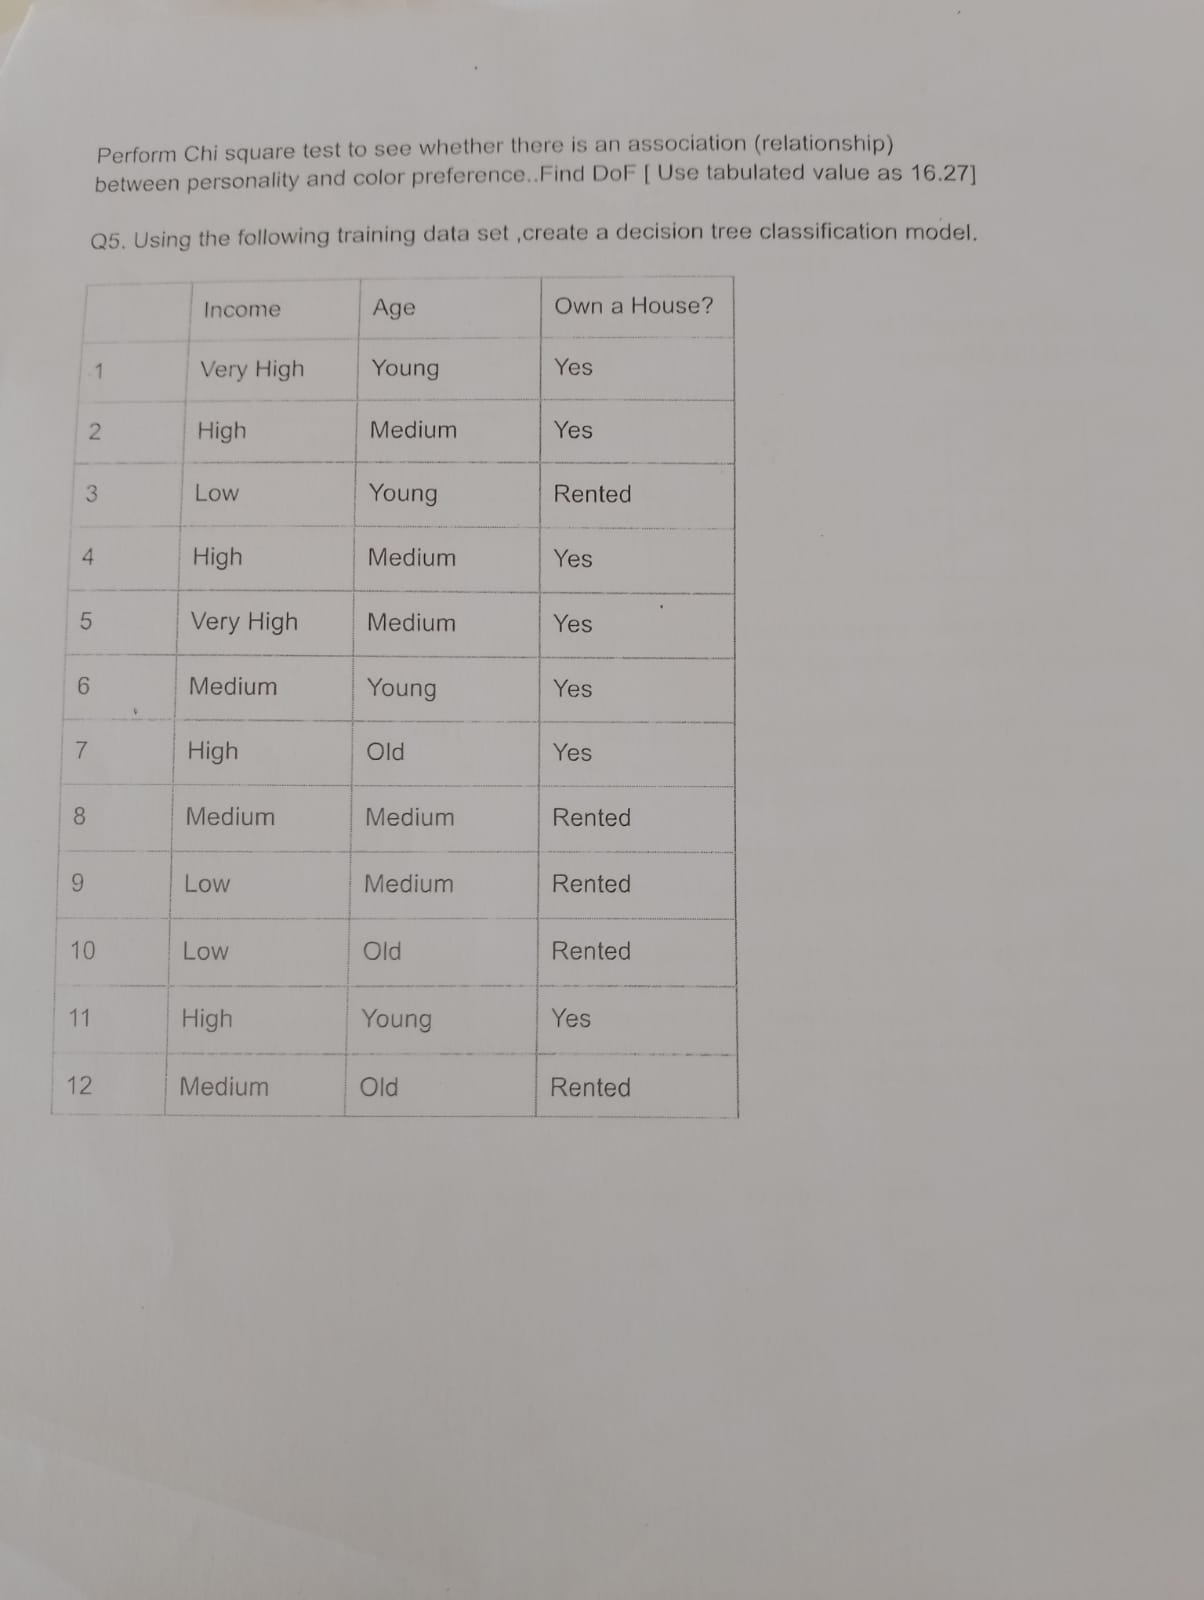 Perform Chi square test to see whether there is an association (relationship)
between personality and color preference..Find DoF [ Use tabulated value as 16.27]
Q5. Using the following training data set ,create a decision tree classification model.
Income Age Own a House?
1 Very High Young Yes
2 High Medium Yes
3 Low Young Rented
4 High Medium Yes
5 Very High Medium Yes
6 Medium Young Yes
7 High Old Yes
8 Medium Medium Rented
9 Low Medium Rented
10 Low Old Rented
11 High Young Yes
12 Medium Old Rented